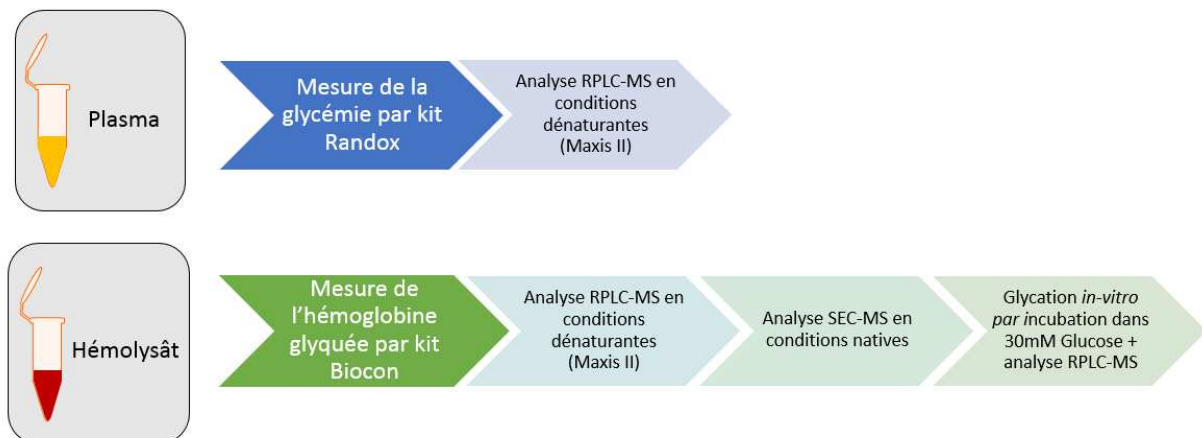 Plasma
Mesure de la
glycémie par kit
Randox
Analyse RPLC-MS en
conditions
dénaturantes
(Maxis II)
Hémolysât
Mesure de
l'hémoglobine
glyquée par kit
Biocon
Analyse RPLC-MS en
conditions
dénaturantes
(Maxis II)
Analyse SEC-MS en
conditions natives
Glycation in-vitro
par incubation dans
30mM Glucose +
analyse RPLC-MS